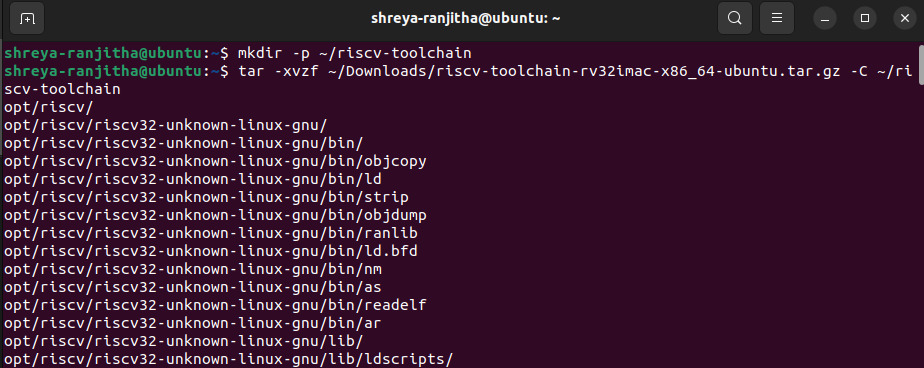 shreya-ranjitha@ubuntu: ~
shreya-ranjitha@ubuntu:~$ mkdir -p ~/riscv-toolchain
shreya-ranjitha@ubuntu:~$ tar -xvzf ~/Downloads/riscv-toolchain-rv32imac-x86_64-ubuntu.tar.gz -C ~/ri
scv-toolchain
opt/riscv/
opt/riscv/riscv32-unknown-linux-gnu/
opt/riscv/riscv32-unknown-linux-gnu/bin/
opt/riscv/riscv32-unknown-linux-gnu/bin/objcopy
opt/riscv/riscv32-unknown-linux-gnu/bin/ld
opt/riscv/riscv32-unknown-linux-gnu/bin/strip
opt/riscv/riscv32-unknown-linux-gnu/bin/objdump
opt/riscv/riscv32-unknown-linux-gnu/bin/ranlib
opt/riscv/riscv32-unknown-linux-gnu/bin/ld.bfd
opt/riscv/riscv32-unknown-linux-gnu/bin/nm
opt/riscv/riscv32-unknown-linux-gnu/bin/as
opt/riscv/riscv32-unknown-linux-gnu/bin/readelf
opt/riscv/riscv32-unknown-linux-gnu/bin/ar
opt/riscv/riscv32-unknown-linux-gnu/lib/
opt/riscv/riscv32-unknown-linux-gnu/lib/ldscripts/